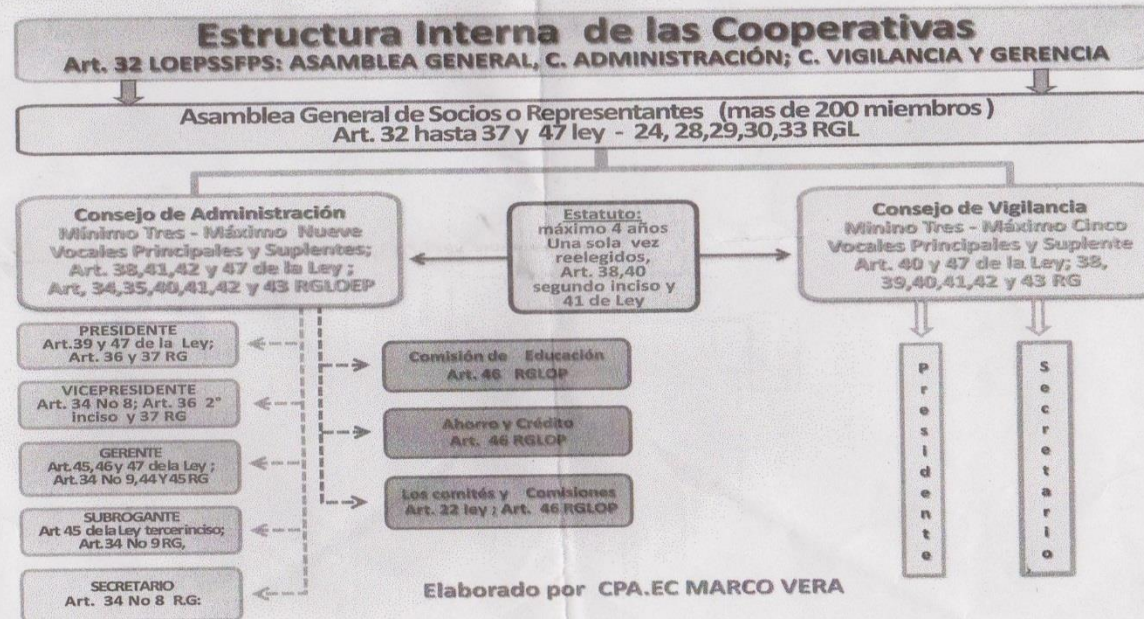 Estructura Interna de las Cooperativas
Art. 32 LOEPSSFPS: ASAMBLEA GENERAL, C. ADMINISTRACIÓN; C. VIGILANCIA Y GERENCIA
Asamblea General de Socios o Representantes (mas de 200 miembros )
Art. 32 hasta 37 y 47 ley - 24, 28,29,30,33 RGL
Consejo de Administración
Mínimo Tres - Máximo Nueve
Vocales Principales y Suplentes;
Art. 38,41,42 y 47 de la Ley ;
Art, 34,35,40,41,42 y 43 RGLOEP
Estatuto:
máximo 4 años
Una sola vez
reelegidos,
Art. 38,40
segundo inciso y
41 de Ley
Consejo de Vigilancia
Minino Tres - Máximo Cinco
Vocales Principales y Suplente
Art. 40 y 47 de la Ley; 38,
39,40,41,42 y 43 RG
PRESIDENTE
Art.39 y 47 de la Ley;
Art. 36 y 37 RG
VICEPRESIDENTE
Art. 34 No 8; Art. 36 2°
inciso y 37 RG
GERENTE
Art.45,46 y 47 de la Ley ;
Art.34 No 9,44 Y 45 RG
SUBROGANTE
Art 45 de la Ley tercer inciso;
Art.34 No 9 RG,
SECRETARIO
Art. 34 No 8 R.G:
Comisión de Educación
Art. 46 RGLOP
Ahorro y Crédito
Art. 46 RGLOP
Los comités y Comisiones
Art. 22 ley ; Art. 46 RGLOP
Presidente
Secretario
Elaborado por CPA.EC MARCO VERA